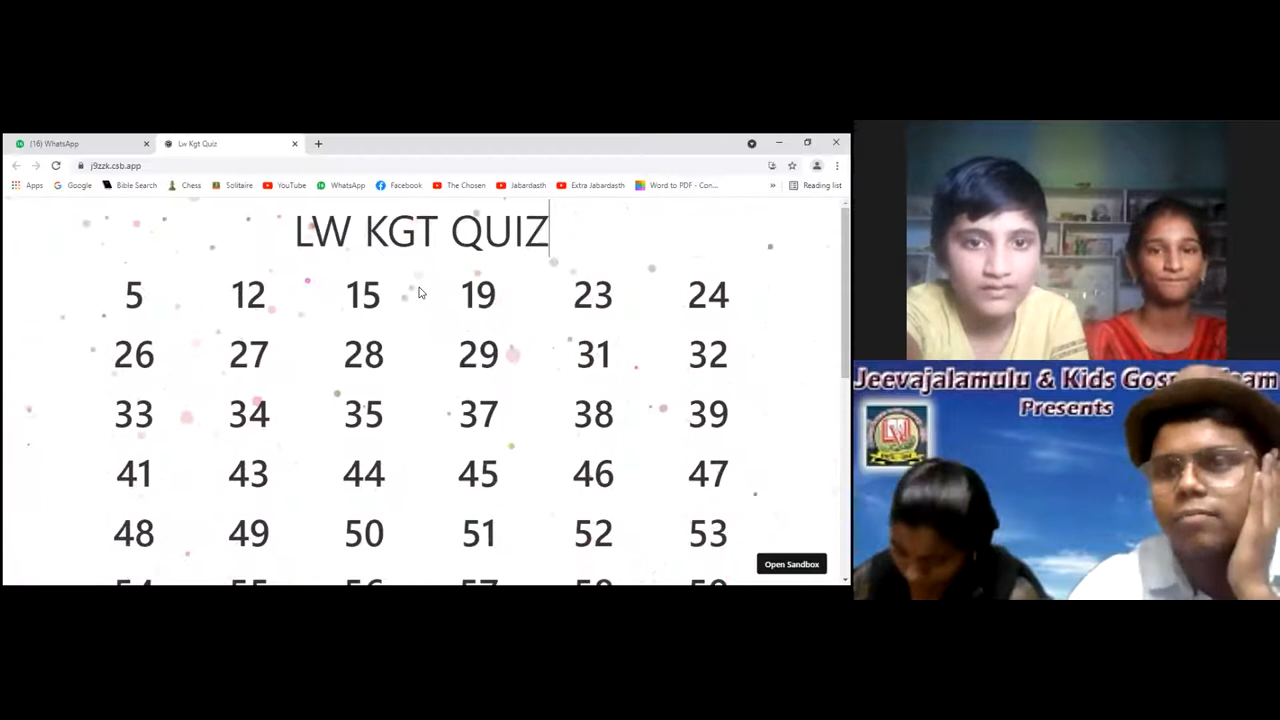 (16) WhatsApp
Lw Kgt Quiz
j9zzk.csb.app
Apps Google Bible Search Chess Solitaire YouTube WhatsApp Facebook The Chosen Jabardasth Extra Jabardasth Word to PDF - Con... » Reading list
LW KGT QUIZ
5 12 15 19 23 24
26 27 28 29 31 32
33 34 35 37 38 39
41 43 44 45 46 47
48 49 50 51 52 53
Open Sandbox
Jeevajalamulu & Kids
Presents
LW